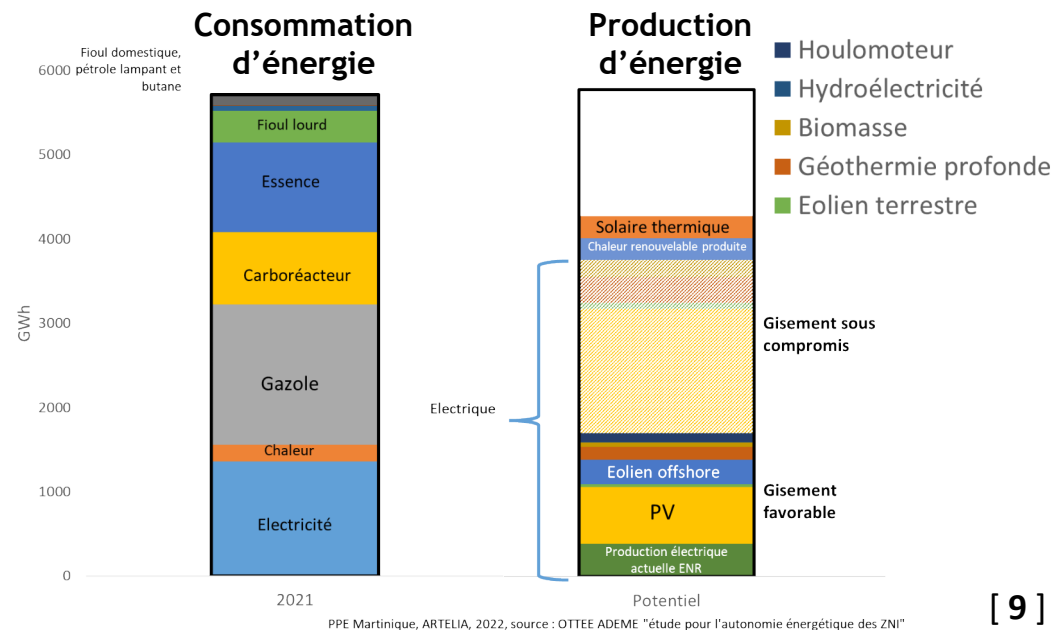 Consommation
d’énergie
Production
d’énergie
Fioul domestique,
pétrole lampant et
butane
6000
5000
4000
3000
2000
1000
0
GWh
Fioul lourd
Essence
Carboréacteur
Gazole
Chaleur
Electricité
2021
Electrique
Solaire thermique
Chaleur renouvelable produite
Eolien offshore
PV
Production électrique
actuelle ENR
Potentiel
Gisement sous
compromis
Gisement
favorable
Houlomoteur
Hydroélectricité
Biomasse
Géothermie profonde
Eolien terrestre
PPE Martinique, ARTELIA, 2022, source : OTTEE ADEME "étude pour l'autonomie énergétique des ZNI"
[ 9 ]